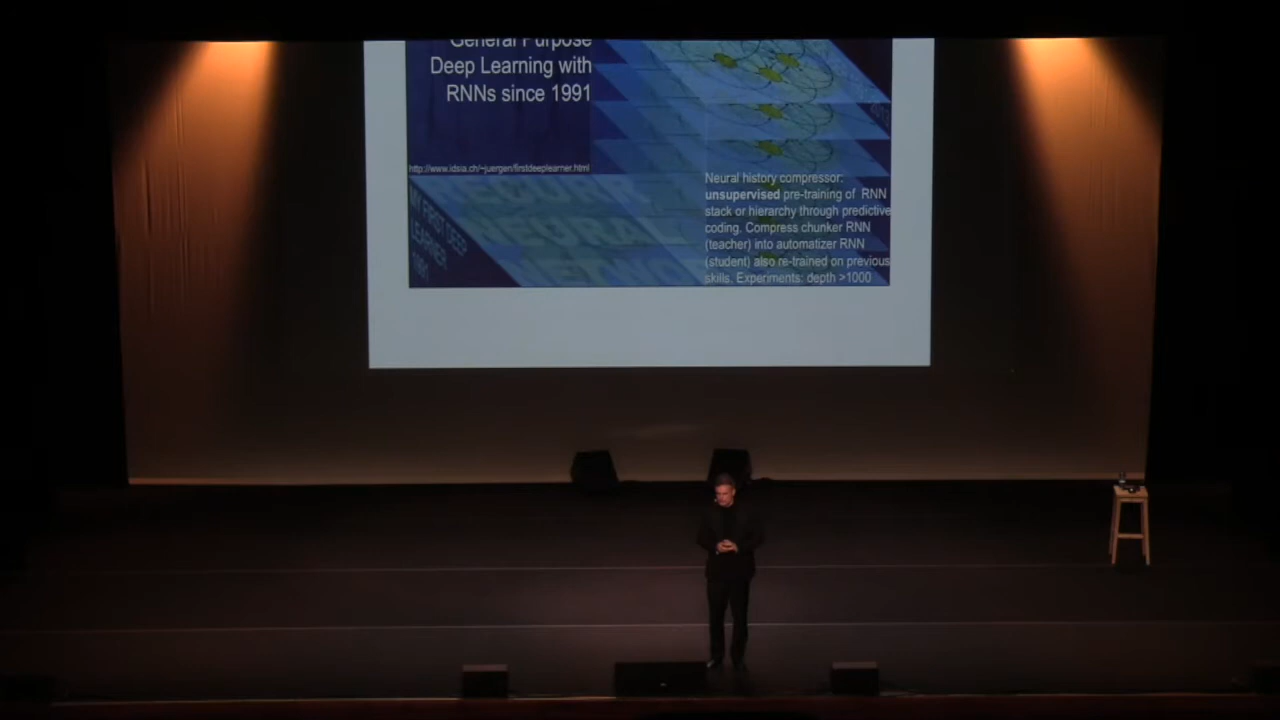 General Purpose
Deep Learning with
RNNs since 1991
http://www.idsia.ch/~juergen/firstdeeplearner.html
MY FIRST DEEP
LEARNER
1991
NEURAL
Neural history compressor:
unsupervised pre-training of RNN
stack or hierarchy through predictive
coding. Compress chunker RNN
(teacher) into automatizer RNN
(student) also re-trained on previous
skills. Experiments: depth >1000